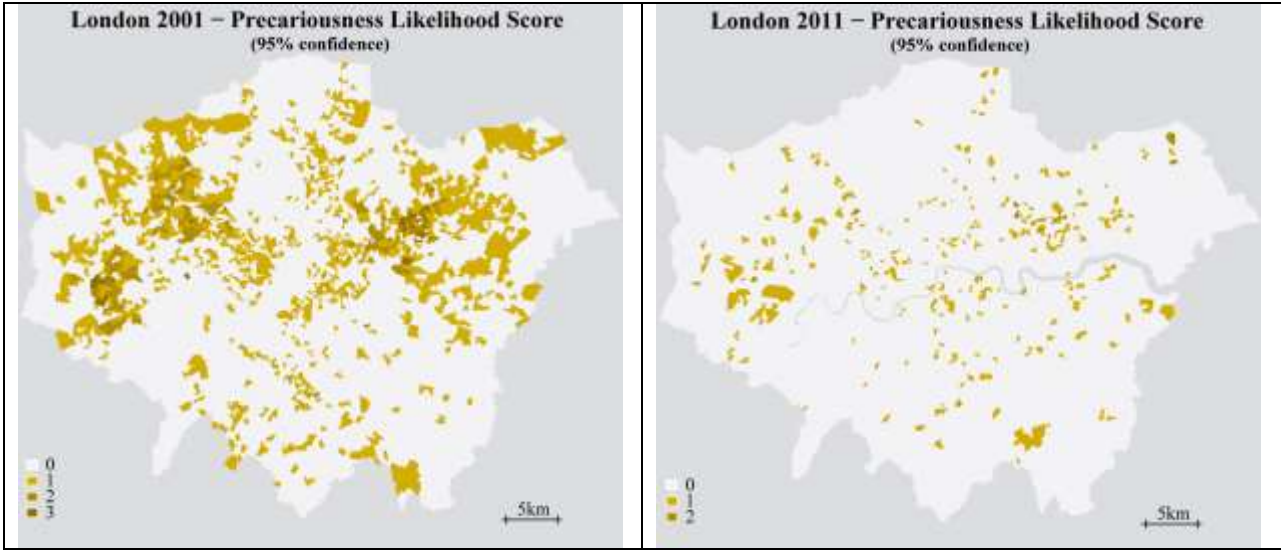 London 2001 − Precariousness Likelihood Score
(95% confidence)
0
1
2
3
5km
London 2011 − Precariousness Likelihood Score
(95% confidence)
0
1
2
5km